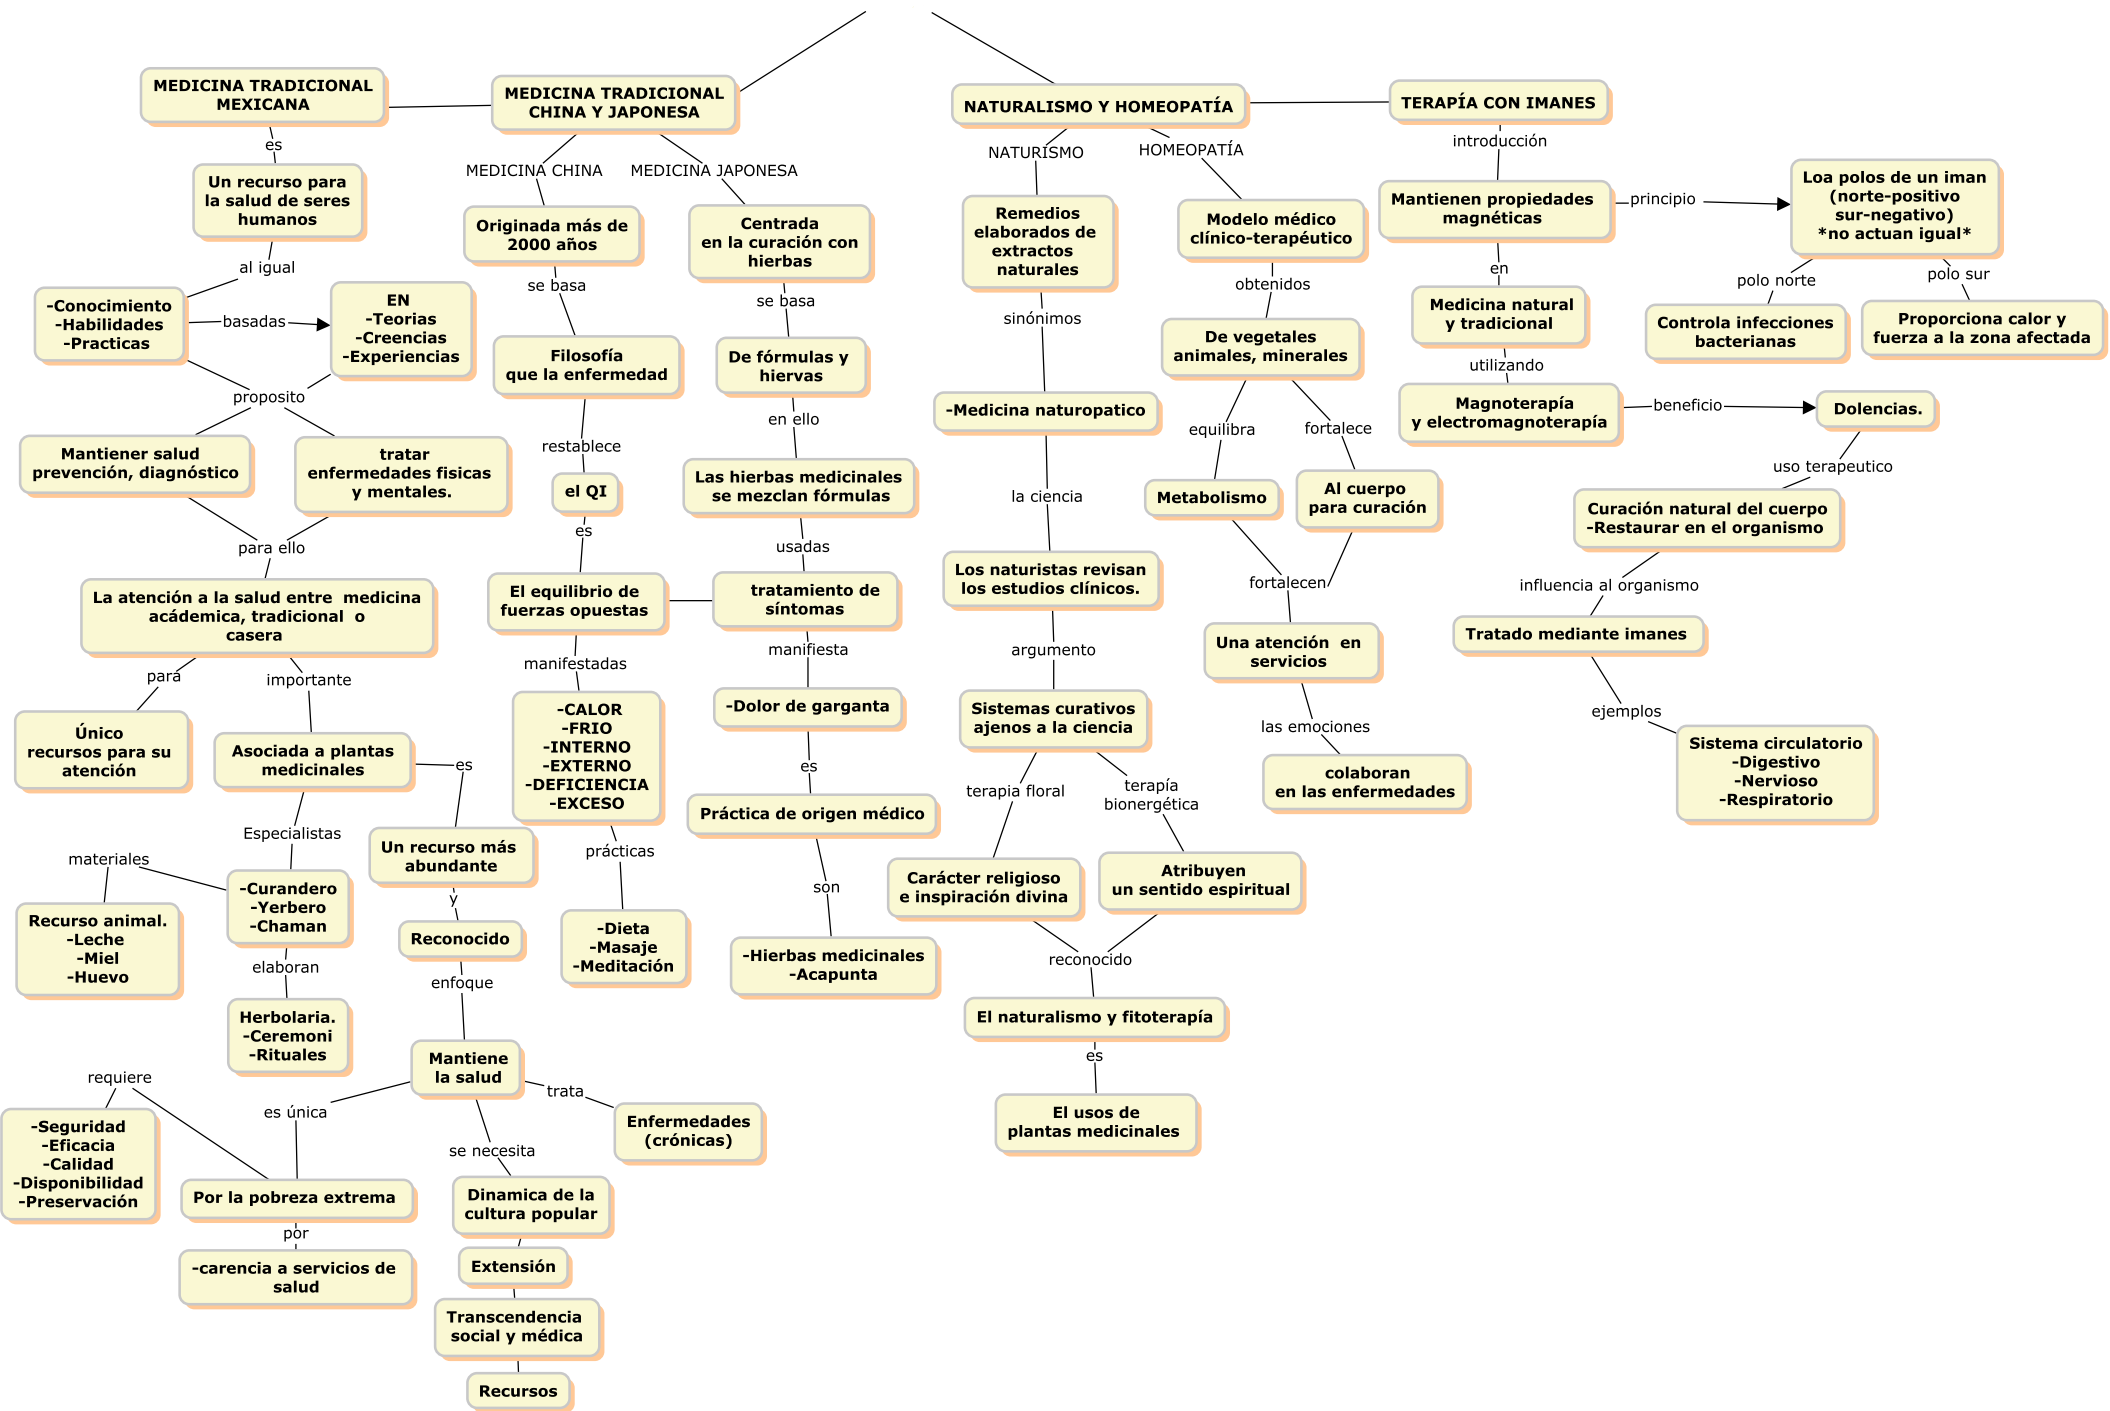 MEDICINA TRADICIONAL
MEXICANA
es
Un recurso para
la salud de seres
humanos
al igual
-Conocimiento
-Habilidades
-Practicas
basadas
EN
-Teorias
-Creencias
-Experiencias
proposito
Mantener salud
prevención, diagnóstico
tratar
enfermedades fisicas
y mentales.
para ello
La atención a la salud entre medicina
acádemica, tradicional o
casera
pará
Único
recursos para su
atención
importante
Asociada a plantas
medicinales
es
Un recurso más
abundante
y
Reconocido
enfoque
Mantiene
la salud
Especialistas
-Curandero
-Yerbero
-Chaman
materiales
Recurso animal.
-Leche
-Miel
-Huevo
elaboran
Herbolaria.
-Ceremoni
-Rituales
requiere
-Seguridad
-Eficacia
-Calidad
-Disponibilidad
-Preservación
es única
Por la pobreza extrema
por
-carencia a servicios de
salud
trata
Enfermedades
(crónicas)
se necesita
Dinamica de la
cultura popular
Extensión
Transcendencia
social y médica
Recursos
MEDICINA TRADICIONAL
CHINA Y JAPONESA
MEDICINA CHINA
Originada más de
2000 años
se basa
Filosofía
que la enfermedad
restablece
el QI
es
El equilibrio de
fuerzas opuestas
manifestadas
-CALOR
-FRIO
-INTERNO
-EXTERNO
-DEFICIENCIA
-EXCESO
prácticas
-Dieta
-Masaje
-Meditación
MEDICINA JAPONESA
Centrada
en la curación con
hierbas
se basa
De fórmulas y
hiervas
en ello
Las hierbas medicinales
se mezclan fórmulas
usadas
tratamiento de
síntomas
manifiesta
-Dolor de garganta
es
Práctica de origen médico
son
-Hierbas medicinales
-Acapunta
NATURALISMO Y HOMEOPATÍA
NATURISMO
Remedios
elaborados de
extractos
naturales
sinónimos
-Medicina naturopatico
la ciencia
Los naturistas revisan
los estudios clínicos.
argumento
Sistemas curativos
ajenos a la ciencia
terapia floral
Carácter religioso
e inspiración divina
terapía
bionergética
Atribuyen
un sentido espiritual
reconocido
El naturalismo y fitoterapía
es
El usos de
plantas medicinales
HOMEOPATÍA
Modelo médico
clínico-terapéutico
obtenidos
De vegetales
animales, minerales
equilibra
Metabolismo
fortalece
Al cuerpo
para curación
fortalecen
Una atención en
servicios
las emociones
colaboran
en las enfermedades
TERAPÍA CON IMANES
introducción
Mantienen propiedades
magnéticas
principio
Loa polos de un iman
(norte-positivo
sur-negativo)
*no actuan igual*
polo norte
Controla infecciones
bacterianas
polo sur
Proporciona calor y
fuerza a la zona afectada
en
Medicina natural
y tradicional
utilizando
Magnoterapía
y electromagnoterapía
beneficio
Dolencias.
uso terapeutico
Curación natural del cuerpo
-Restaurar en el organismo
influencia al organismo
Tratado mediante imanes
ejemplos
Sistema circulatorio
-Digestivo
-Nervioso
-Respiratorio